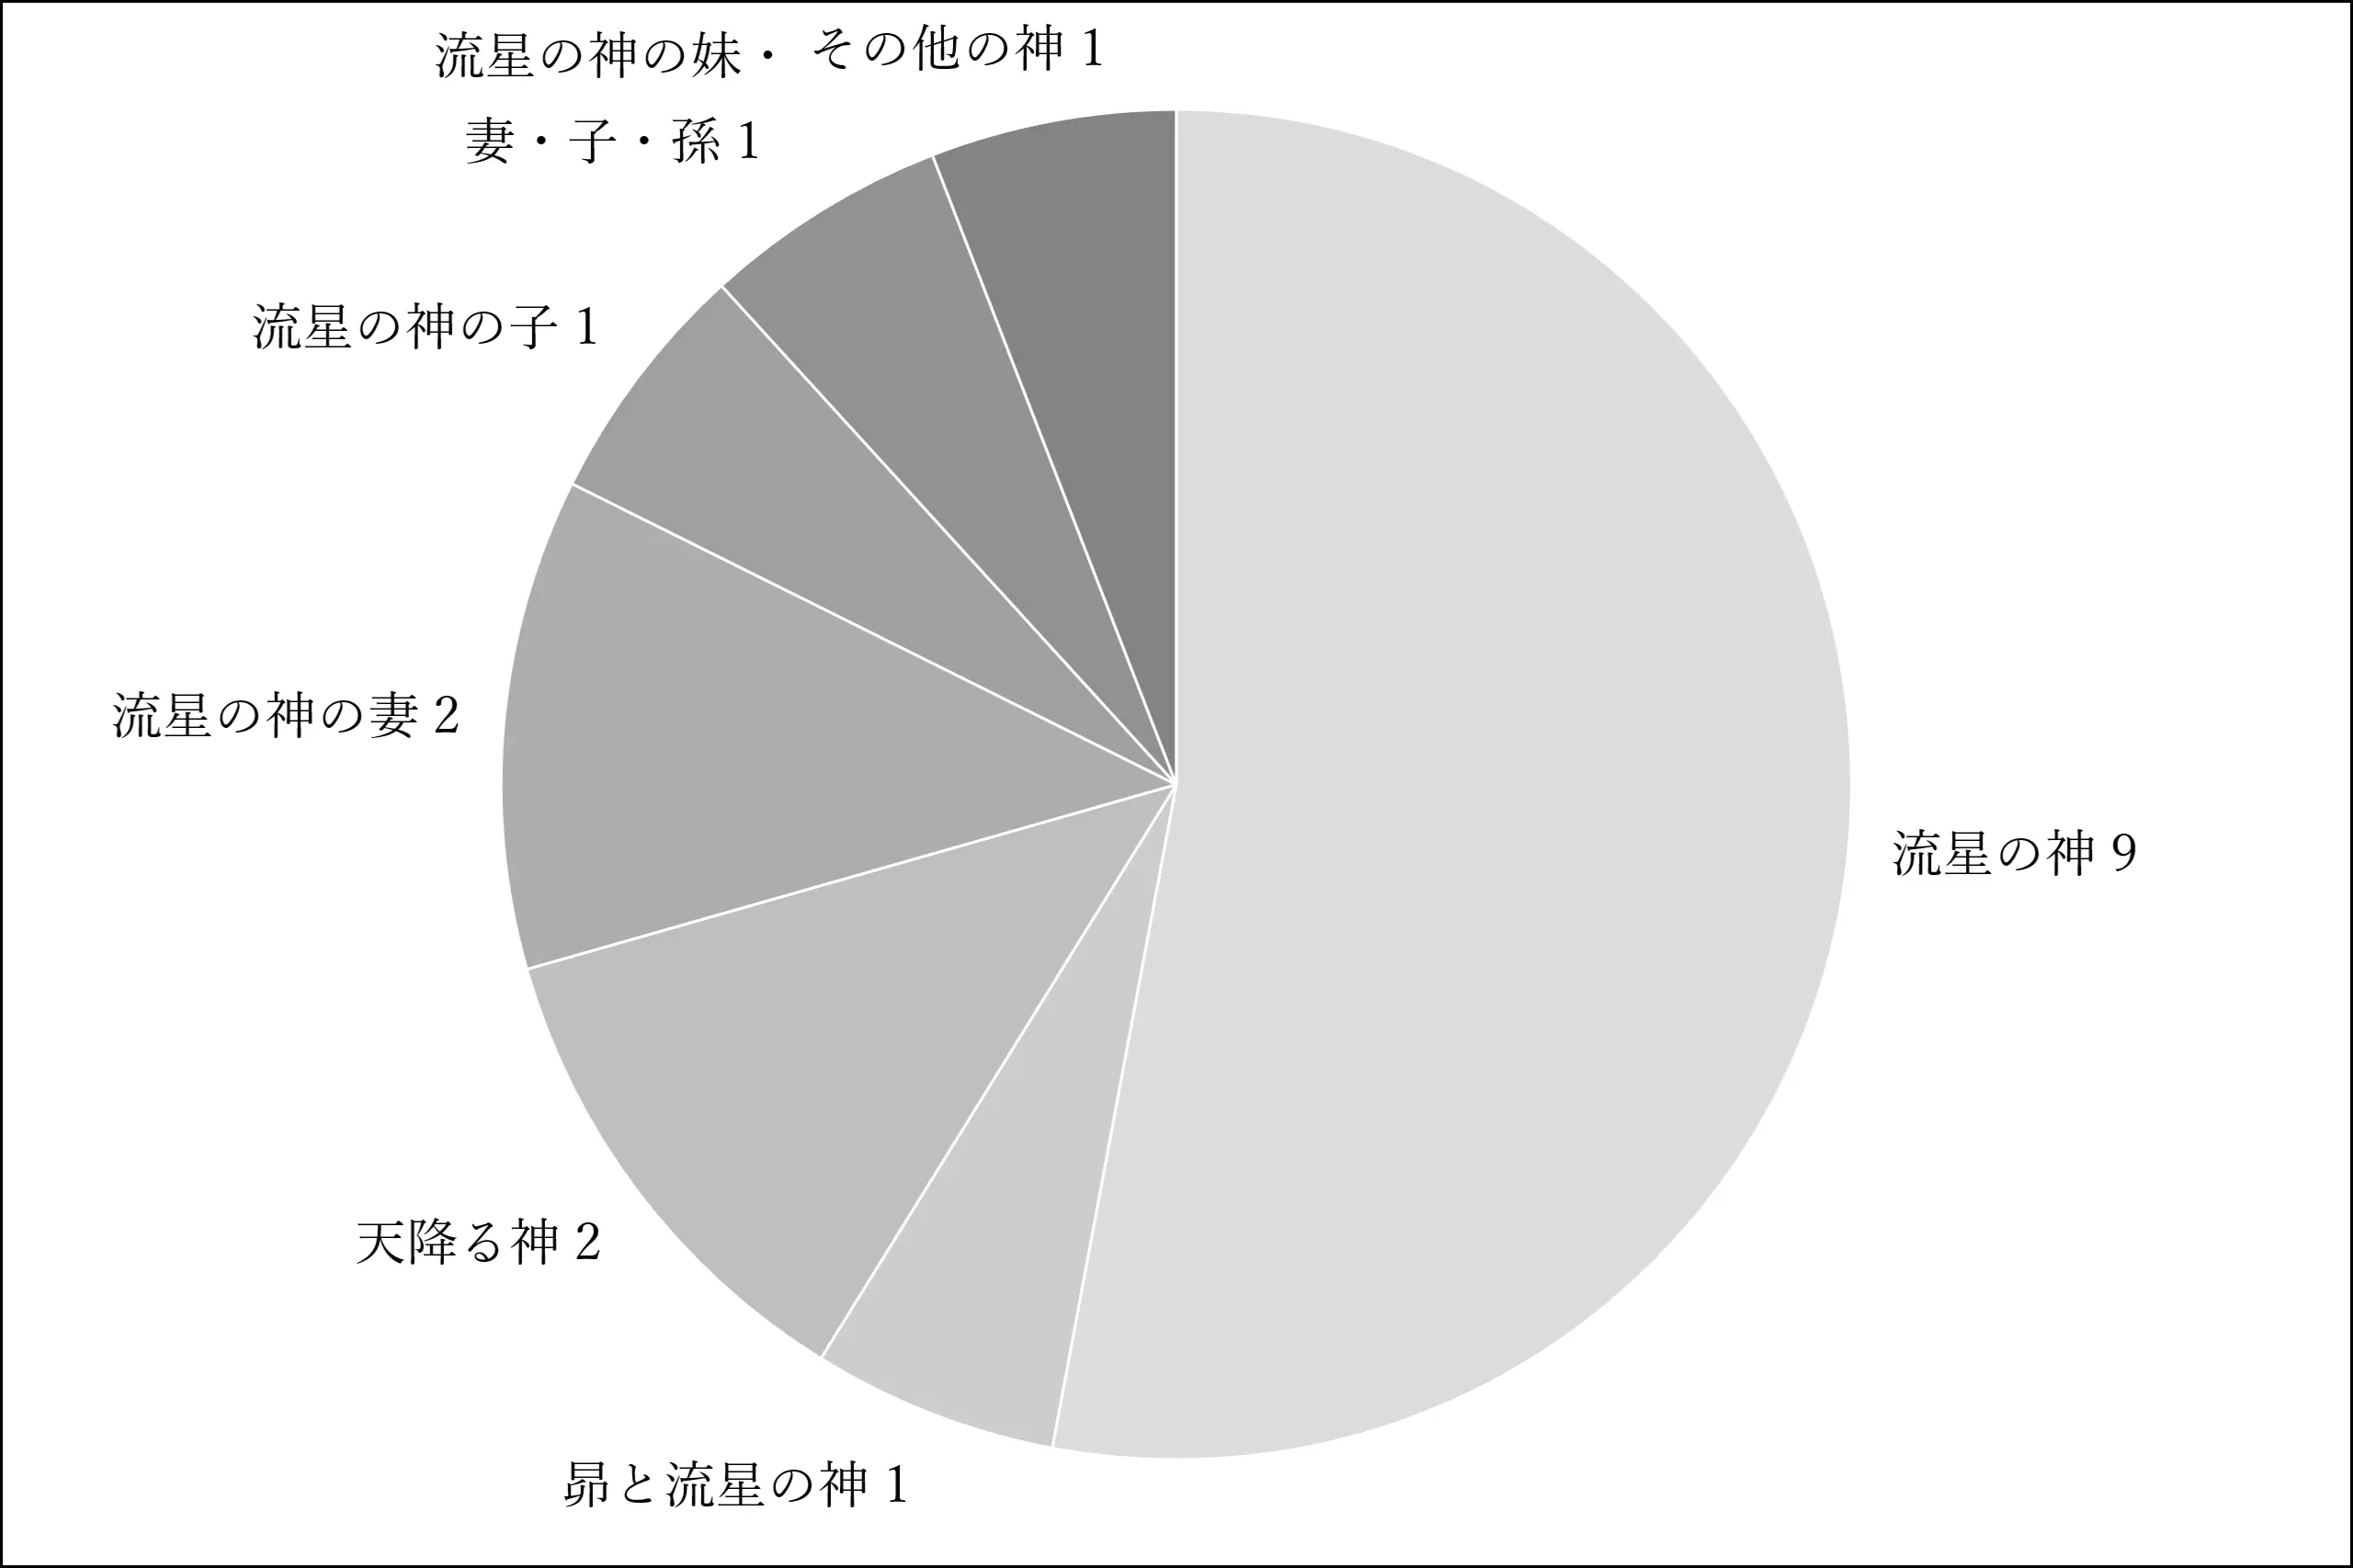 流星の神の妹・
妻・子・孫 1
その他の神 1
流星の神の子 1
流星の神の妻 2
流星の神 9
天降る神 2
昴と流星の神 1